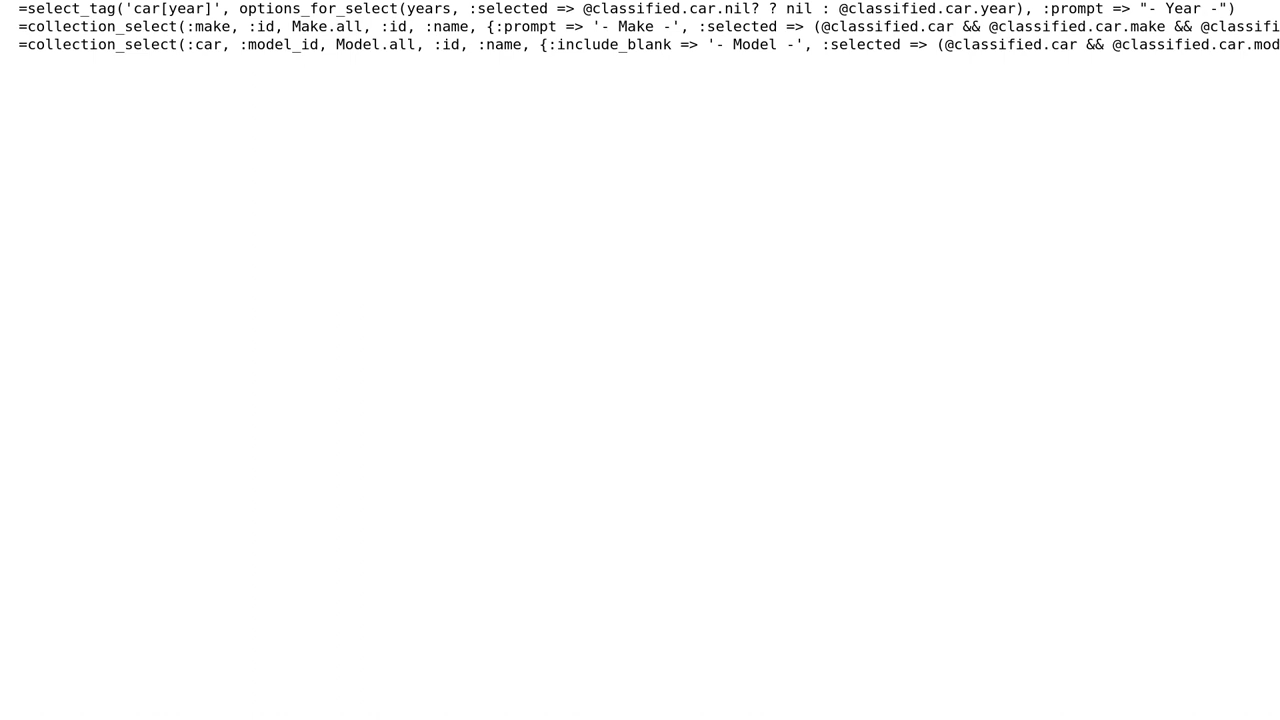 =select_tag('car[year]', options_for_select(years, :selected => @classified.car.nil? ? nil : @classified.car.year), :prompt => "- Year -")
=collection_select(:make, :id, Make.all, :id, :name, {:prompt => '- Make -', :selected => (@classified.car && @classified.car.make && @classifi
=collection_select(:car, :model_id, Model.all, :id, :name, {:include_blank => '- Model -', :selected => (@classified.car && @classified.car.mod